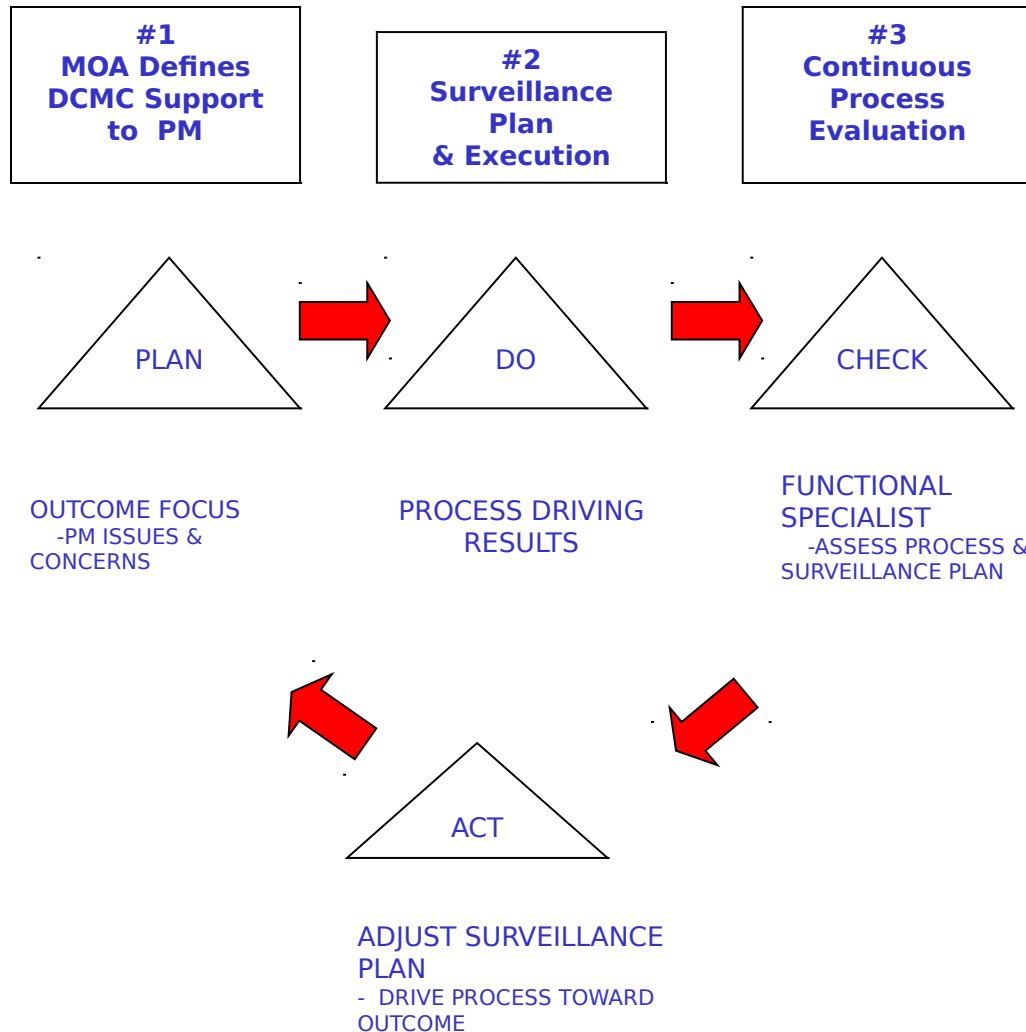 #1
MOA Defines
DCMC Support
to PM
#2
Surveillance
Plan
& Execution
#3
Continuous
Process
Evaluation
PLAN
DO
CHECK
OUTCOME FOCUS
-PM ISSUES &
CONCERNS
PROCESS DRIVING
RESULTS
FUNCTIONAL
SPECIALIST
-ASSESS PROCESS &
SURVEILLANCE PLAN
ACT
ADJUST SURVEILLANCE
PLAN
- DRIVE PROCESS TOWARD
OUTCOME